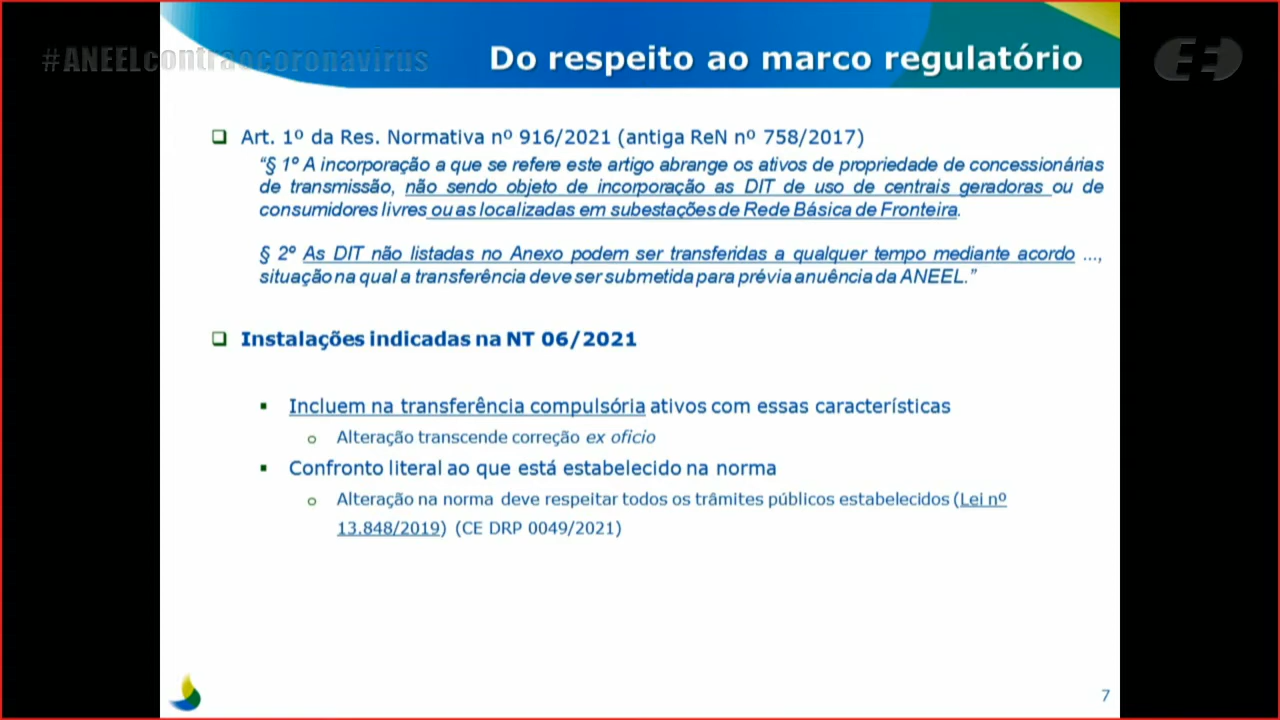 #ANEELcontraocoronavirus
Do respeito ao marco regulatório
Art. 1º da Res. Normativa nº 916/2021 (antiga ReN nº 758/2017)
“§ 1º A incorporação a que se refere este artigo abrange os ativos de propriedade de concessionárias
de transmissão, não sendo objeto de incorporação as DIT de uso de centrais geradoras ou de
consumidores livres ou as localizadas em subestações de Rede Básica de Fronteira.
§ 2º As DIT não listadas no Anexo podem ser transferidas a qualquer tempo mediante acordo ...,
situação na qual a transferência deve ser submetida para prévia anuência da ANEEL.”
Instalações indicadas na NT 06/2021
Incluem na transferência compulsória ativos com essas características
Alteração transcende correção ex oficio
Confronto literal ao que está estabelecido na norma
Alteração na norma deve respeitar todos os trâmites públicos estabelecidos (Lei nº
13.848/2019) (CE DRP 0049/2021)
7